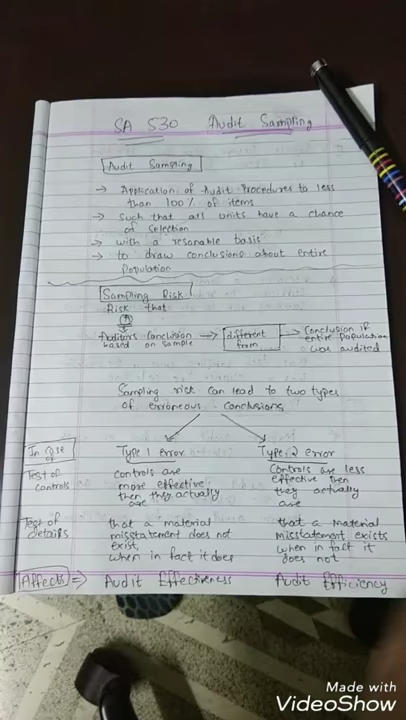 SA 530 Audit Sampling
Audit Sampling
→ Application of Audit Procedures to less
than 100% of items
→ Such that all units have a chance
of selection
→ with a resonable basis
→ to draw conclusions about entire
Population
Sampling Risk
Risk that
Auditors conclusion based on sample → different from → Conclusion if entire population was audited
Sampling risk can lead to two types
of erroneous conclusions
In case of
Type 1 error
Type:2 error
Test of controls
controls are
more effective
then they actually
are
Controls are less
effective then
they actually
are
Test of details
that a material
misstatement does not
exist,
when in fact it does
that a material
Misstatement exists
when in fact it
does not
Affects ⇒ Audit Effectiveness Audit Efficiency
Made with
VideoShow